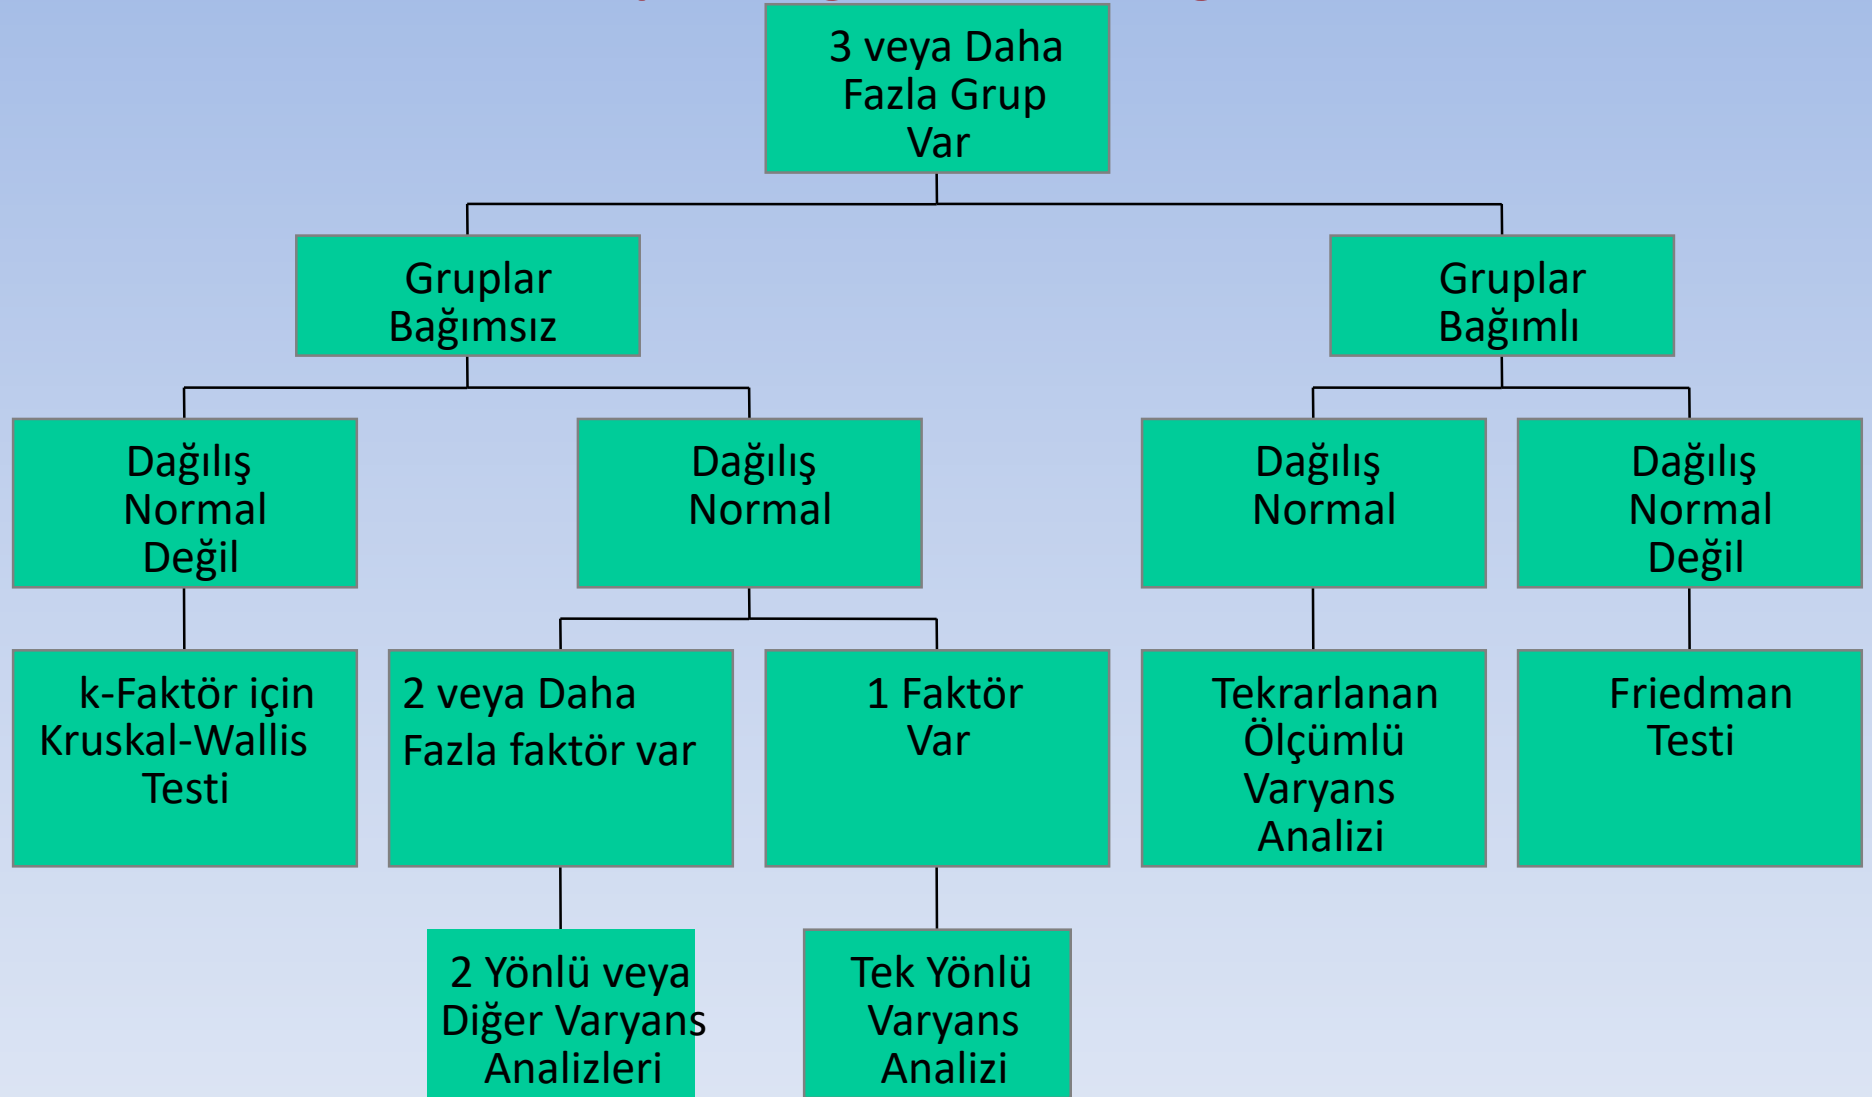 3 veya Daha
Fazla Grup
Var
Gruplar
Bağımsız
Gruplar
Bağımlı
Dağılış
Normal
Değil
Dağılış
Normal
Dağılış
Normal
Dağılış
Normal
Değil
k-Faktör için
Kruskal-Wallis
Testi
2 veya Daha
Fazla faktör var
1 Faktör
Var
Tekrarlanan
Ölçümlü
Varyans
Analizi
Friedman
Testi
2 Yönlü veya
Diğer Varyans
Analizleri
Tek Yönlü
Varyans
Analizi